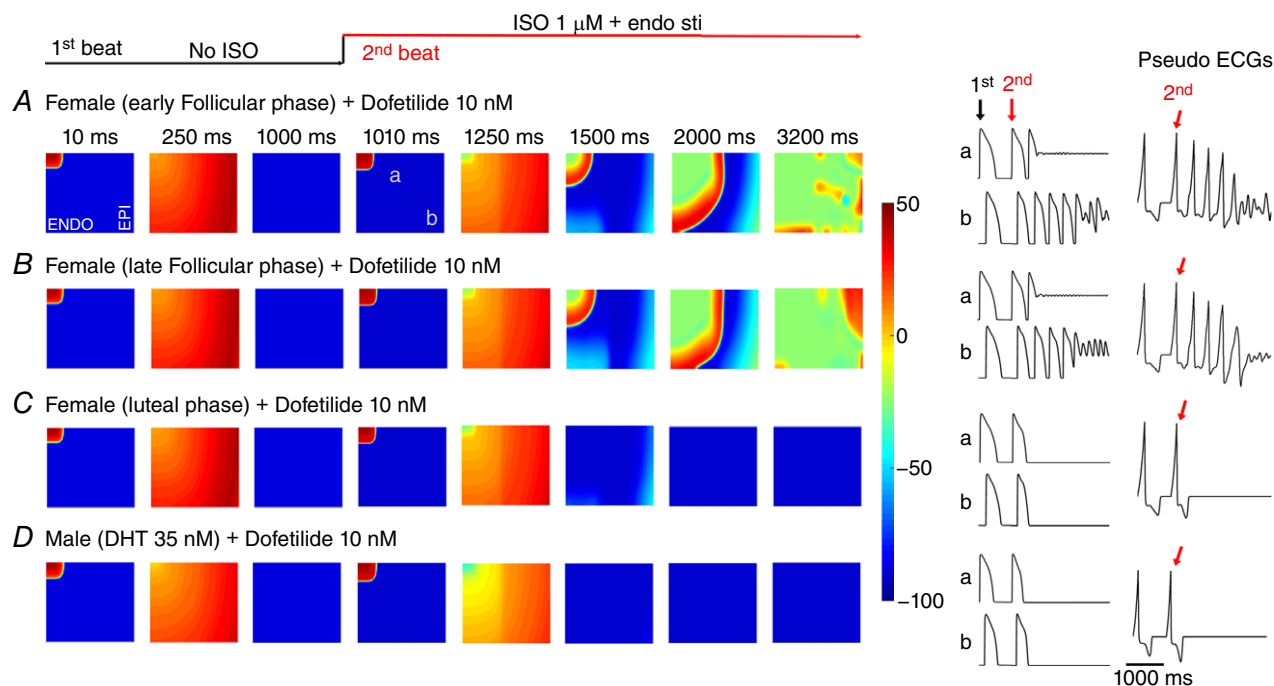 ISO 1 μM + endo sti
1st beat
No ISO
2nd beat
Pseudo ECGs
1st
2nd
2nd
A Female (early Follicular phase) + Dofetilide 10 nM
10 ms 250 ms 1000 ms 1010 ms 1250 ms 1500 ms 2000 ms 3200 ms
ENDO
EPI
a
b
a
b
B Female (late Follicular phase) + Dofetilide 10 nM
a
b
C Female (luteal phase) + Dofetilide 10 nM
a
b
D Male (DHT 35 nM) + Dofetilide 10 nM
a
b
50
0
−50
−100
1000 ms